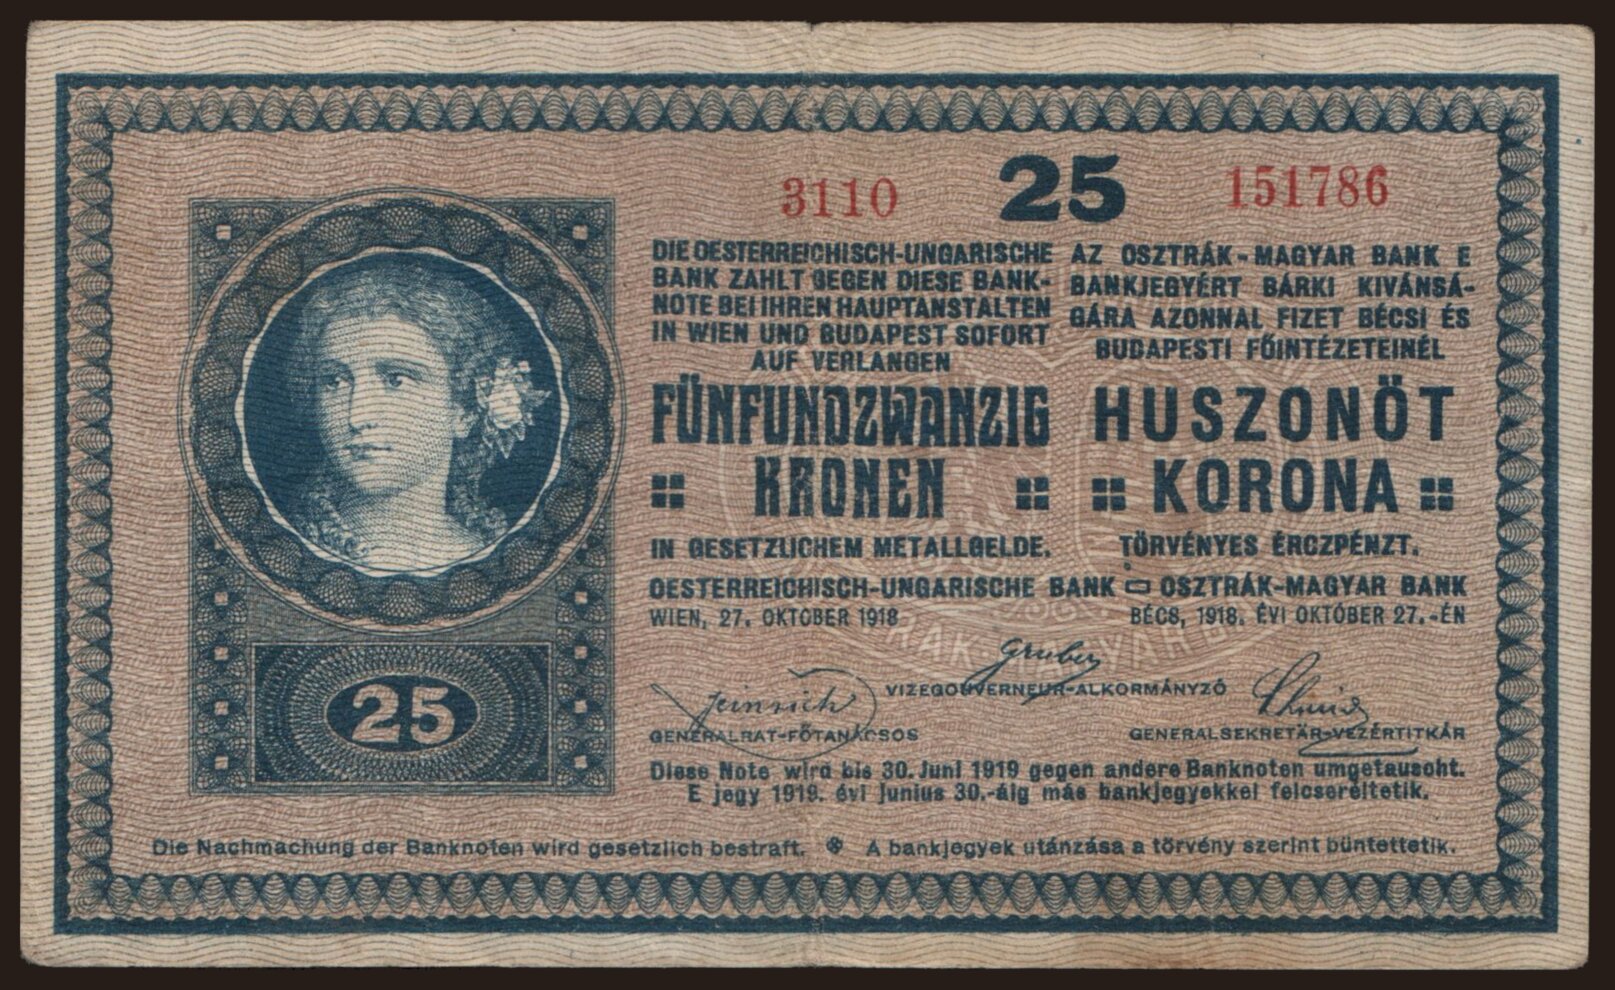 3110 25 151786
DIE OESTERREICHISCH-UNGARISCHE
BANK ZAHLT GEGEN DIESE BANK-
NOTE BEI IHREN HAUPTANSTALTEN
IN WIEN UND BUDAPEST SOFORT
AUF VERLANGEN
FÜNFUNDZWANZIG
KRONEN
IN GESETZLICHEM METALLGELDE.
AZ OSZTRÁK-MAGYAR BANK E
BANKJEGYÉRT BÁRKI KIVÁNSÁ-
GÁRA AZONNAL FIZET BÉCSI ÉS
BUDAPESTI FŐINTÉZETEINÉL
HUSZONÖT
KORONA
TÖRVÉNYES ÉRCZPÉNZT.
OESTERREICHISCH-UNGARISCHE BANK OSZTRÁK-MAGYAR BANK
WIEN, 27. OKTOBER 1918 BÉCS, 1918. ÉVI OKTÓBER 27.-ÉN
Gruber
VIZEGOUVERNEUR-ALKORMÁNYZÓ
GENERALRAT-FŐTANÁCSOS GENERALSEKRETÄR-VEZÉRTITKÁR
25
Diese Note wird bis 30. Juni 1919 gegen andere Banknoten umgetauscht.
E jegy 1919. évi junius 30.-áig más bankjegyekkel felcseréltetik.
Die Nachmachung der Banknoten wird gesetzlich bestraft. A bankjegyek utánzása a törvény szerint büntettetik.